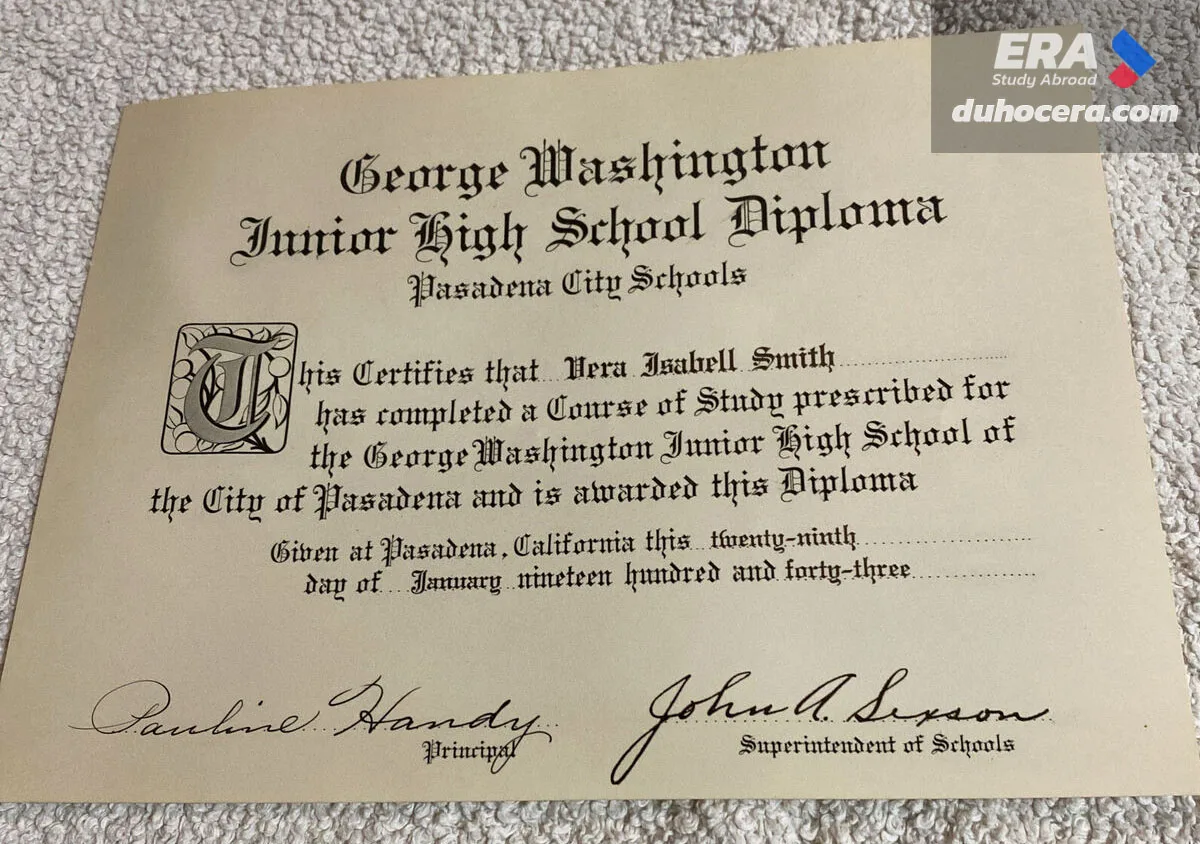 ERA
Study Abroad
duhocera.com
George Washington
Junior High School Diploma
Pasadena City Schools
This Certifies that Vera Isabell Smith
has completed a Course of Study prescribed for
the George Washington Junior High School of
the City of Pasadena and is awarded this Diploma
Given at Pasadena, California this twenty-ninth
day of January nineteen hundred and forty-three
Pauline Handy
Principal
John A. Sexson
Superintendent of Schools